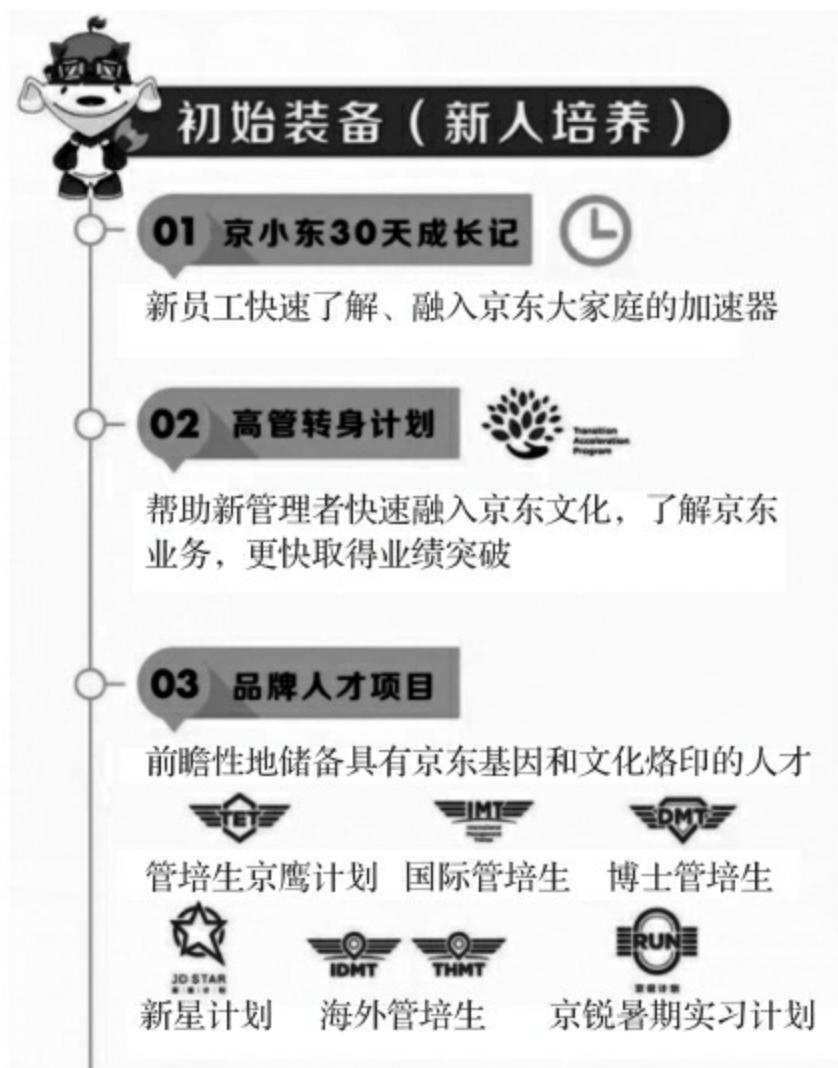 初始装备（新人培养）
01 京小东30天成长记
新员工快速了解、融入京东大家庭的加速器
02 高管转身计划
Transition
Acceleration
Program
帮助新管理者快速融入京东文化，了解京东
业务，更快取得业绩突破
03 品牌人才项目
前瞻性地储备具有京东基因和文化烙印的人才
TET IMT DMT
管培生京鹰计划 国际管培生 博士管培生
JD STAR IDMT THMT RUN
新星计划 海外管培生 京锐暑期实习计划